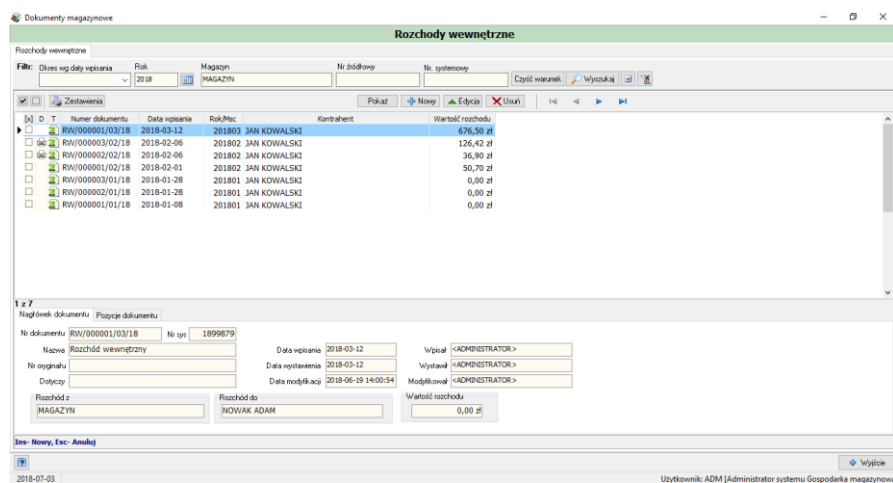 Dokumenty magazynowe
Rozchody wewnętrzne
Rozchody wewnętrzne
Filtr: Okres wg daty wpisania Rok Magazyn Nr źródłowy Nr. systemowy
2018 MAGAZYN Czyść warunek Wyszukaj
Zestawienia Pokaż Nowy Edycja Usuń
[x] D T Numer dokumentu Data wpisania Rok/Msc Kontrahent Wartość rozchodu
RW/000001/03/18 2018-03-12 201803 JAN KOWALSKI 676,50 zł
RW/000003/02/18 2018-02-06 201802 JAN KOWALSKI 126,42 zł
RW/000002/02/18 2018-02-06 201802 JAN KOWALSKI 36,90 zł
RW/000001/02/18 2018-02-01 201802 JAN KOWALSKI 50,70 zł
RW/000003/01/18 2018-01-28 201801 JAN KOWALSKI 0,00 zł
RW/000002/01/18 2018-01-28 201801 JAN KOWALSKI 0,00 zł
RW/000001/01/18 2018-01-08 201801 JAN KOWALSKI 0,00 zł
1 z 7
Nagłówek dokumentu Pozycje dokumentu
Nr dokumentu RW/000001/03/18 Nr sys 1899879
Nazwa Rozchód wewnętrzny Data wpisania 2018-03-12 Wpisał <ADMINISTRATOR>
Nr oryginału Data wystawienia 2018-03-12 Wystawił <ADMINISTRATOR>
Dotyczy Data modyfikacji 2018-06-19 14:00:54 Modyfikował <ADMINISTRATOR>
Rozchód z Rozchód do Wartość rozchodu
MAGAZYN NOWAK ADAM 0,00 zł
Ins- Nowy, Esc- Anuluj
Wyjście
2018-07-03 Użytkownik: ADM [Administrator systemu Gospodarka magazynow